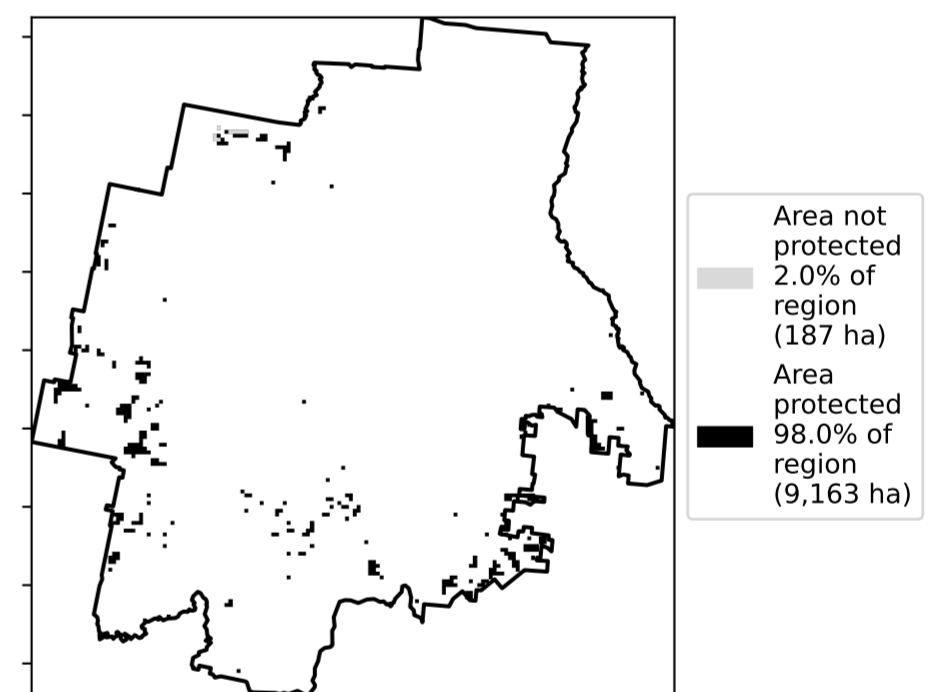 Area not
protected
2.0% of
region
(187 ha)
Area
protected
98.0% of
region
(9,163 ha)